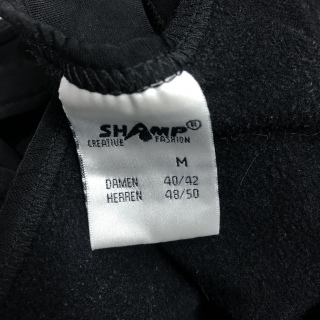 SHAMP®
CREATIVE FASHION
M
DAMEN 40/42
HERREN 48/50